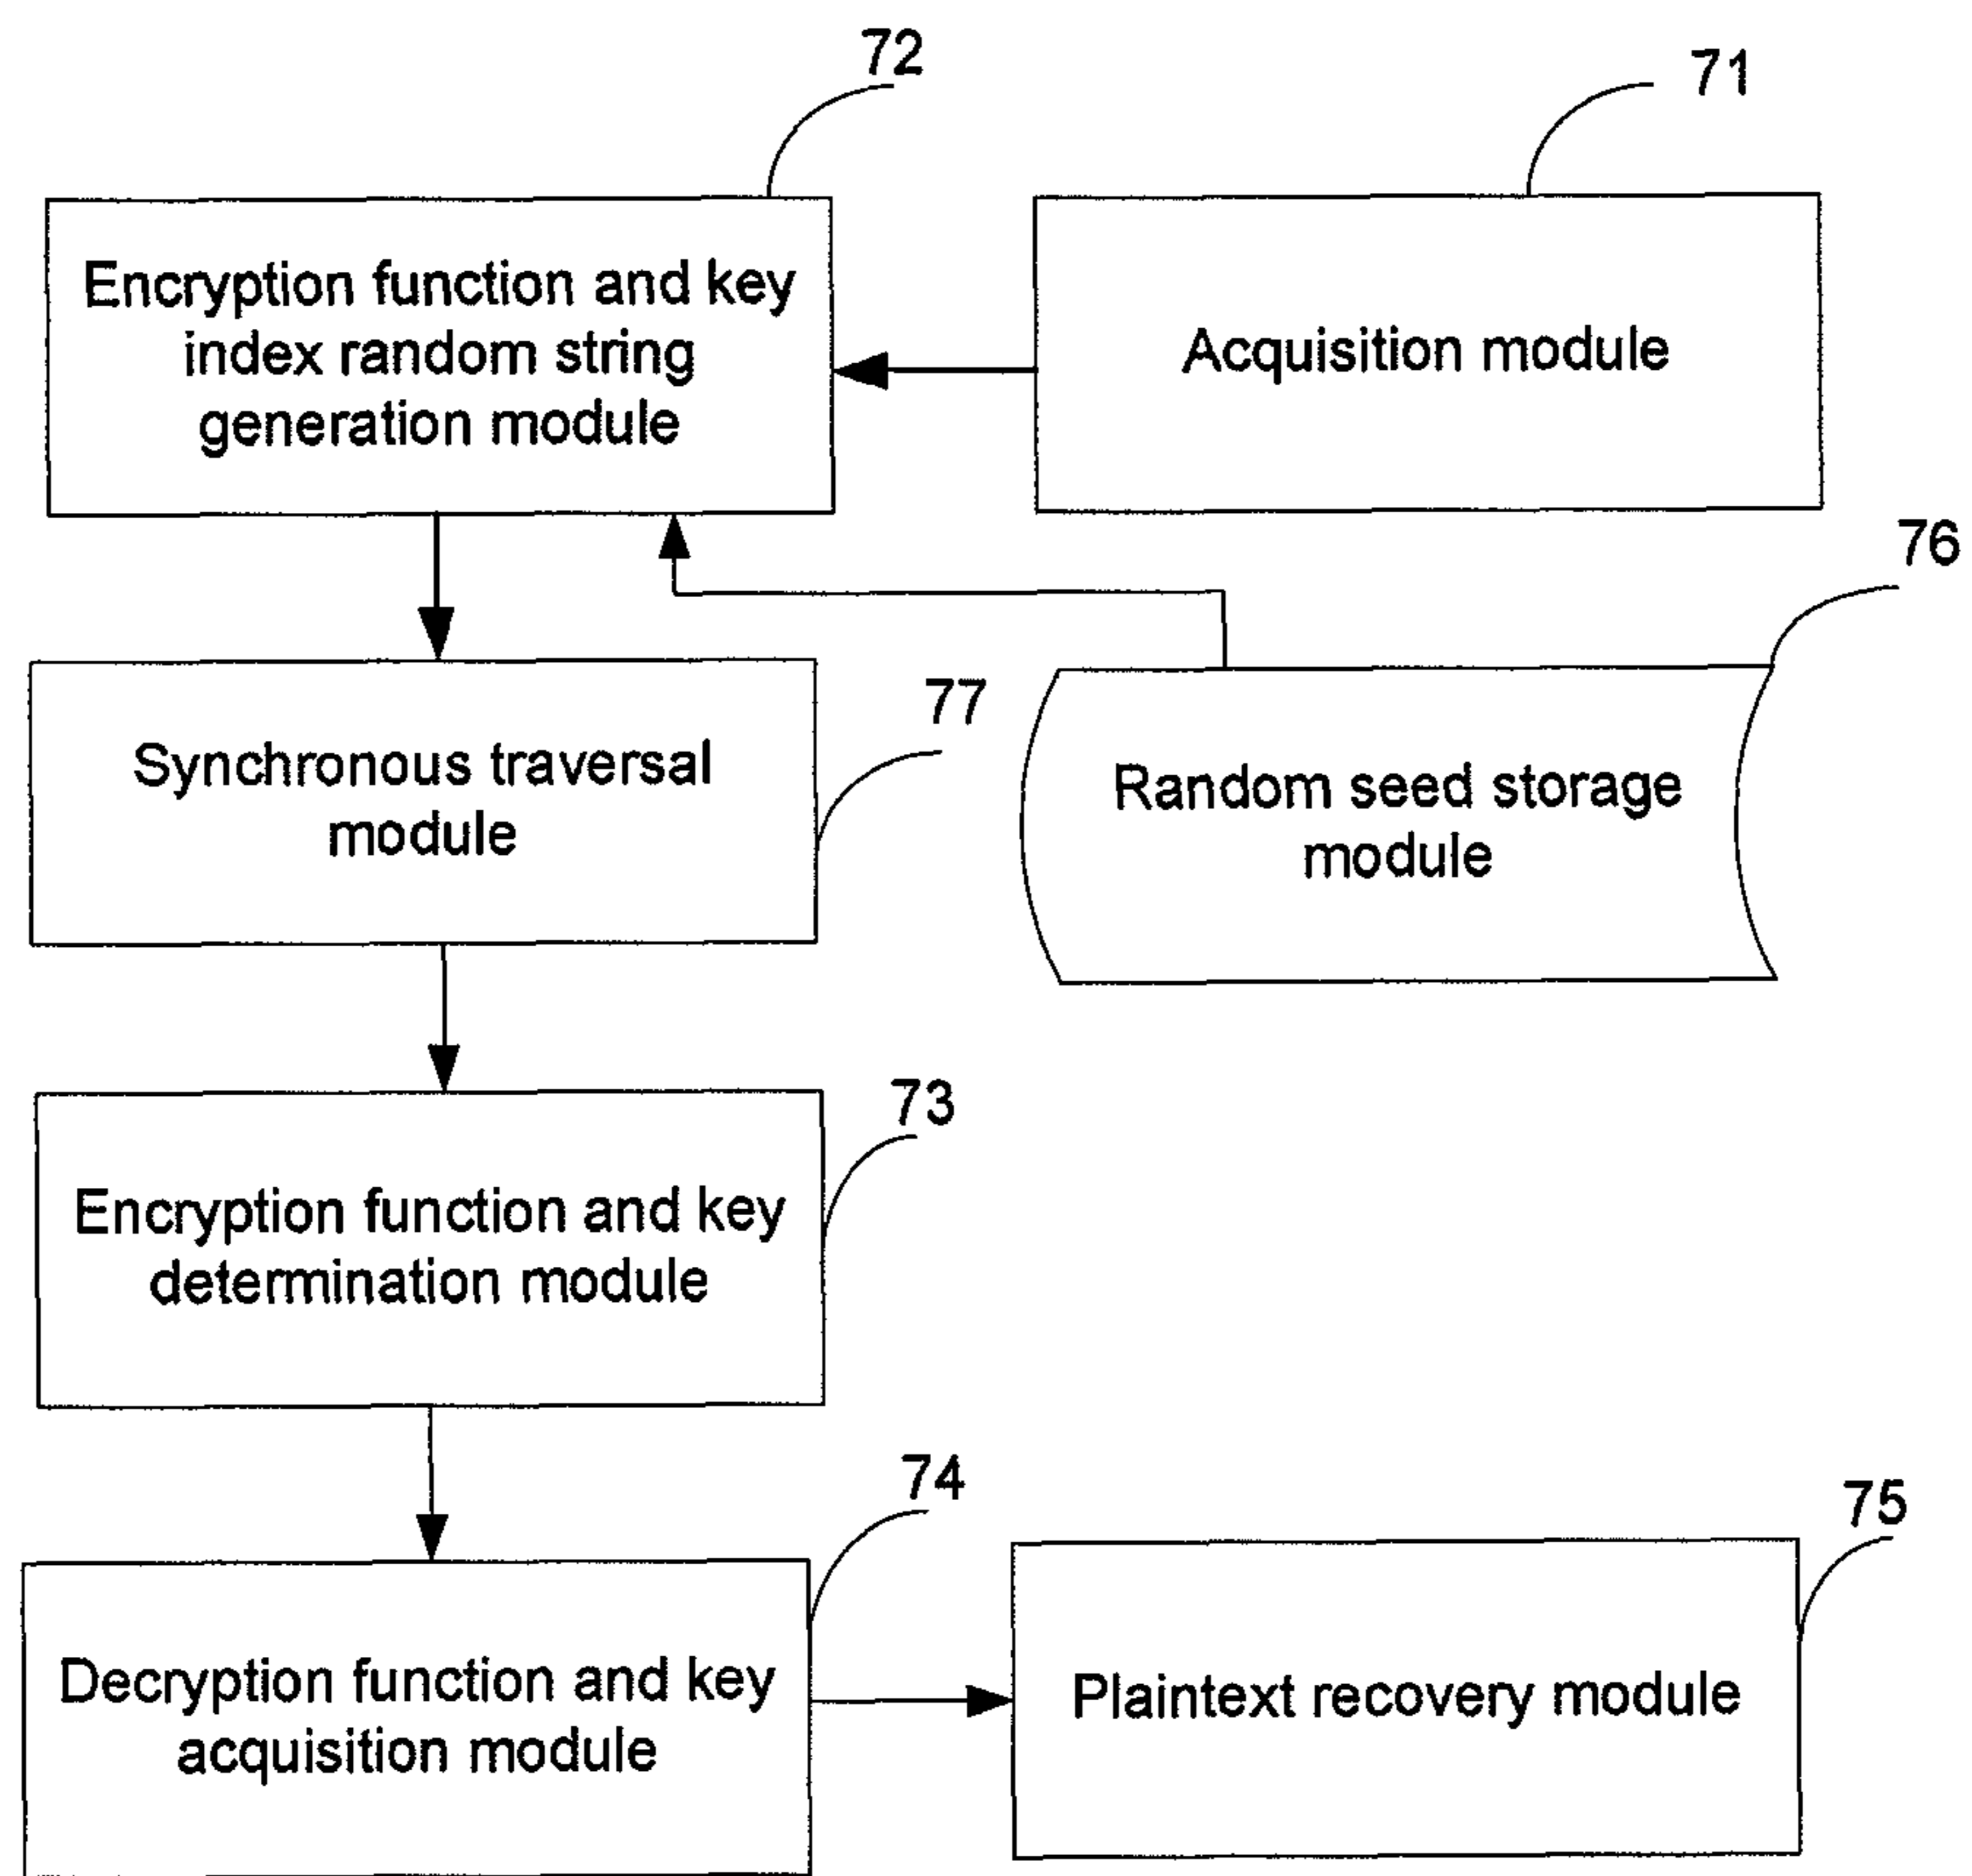 72
71
Encryption function and key
index random string
generation module
Acquisition module
76
77
Synchronous traversal
module
Random seed storage
module
73
Encryption function and key
determination module
74
75
Decryption function and key
acquisition module
Plaintext recovery module